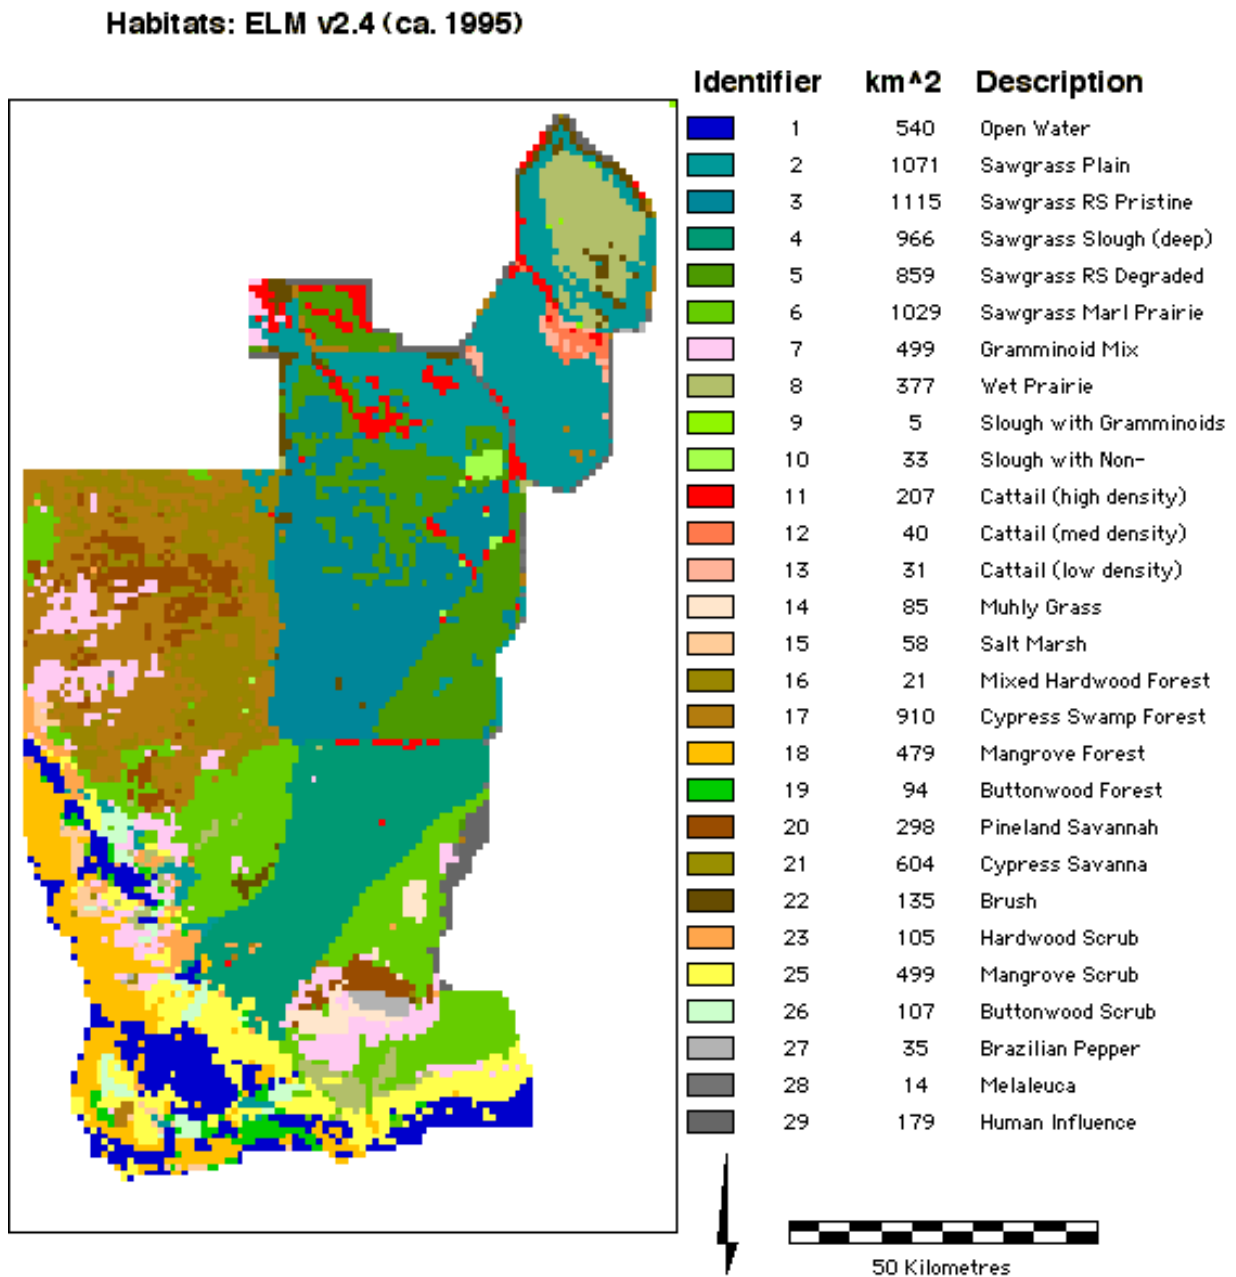 Habitats: ELM v2.4 (ca. 1995)
Identifier km^2 Description
1 540 Open Water
2 1071 Sawgrass Plain
3 1115 Sawgrass RS Pristine
4 966 Sawgrass Slough (deep)
5 859 Sawgrass RS Degraded
6 1029 Sawgrass Marl Prairie
7 499 Gramminoid Mix
8 377 Wet Prairie
9 5 Slough with Gramminoids
10 33 Slough with Non-
11 207 Cattail (high density)
12 40 Cattail (med density)
13 31 Cattail (low density)
14 85 Muhly Grass
15 58 Salt Marsh
16 21 Mixed Hardwood Forest
17 910 Cypress Swamp Forest
18 479 Mangrove Forest
19 94 Buttonwood Forest
20 298 Pineland Savannah
21 604 Cypress Savanna
22 135 Brush
23 105 Hardwood Scrub
25 499 Mangrove Scrub
26 107 Buttonwood Scrub
27 35 Brazilian Pepper
28 14 Melaleuca
29 179 Human Influence
50 Kilometres